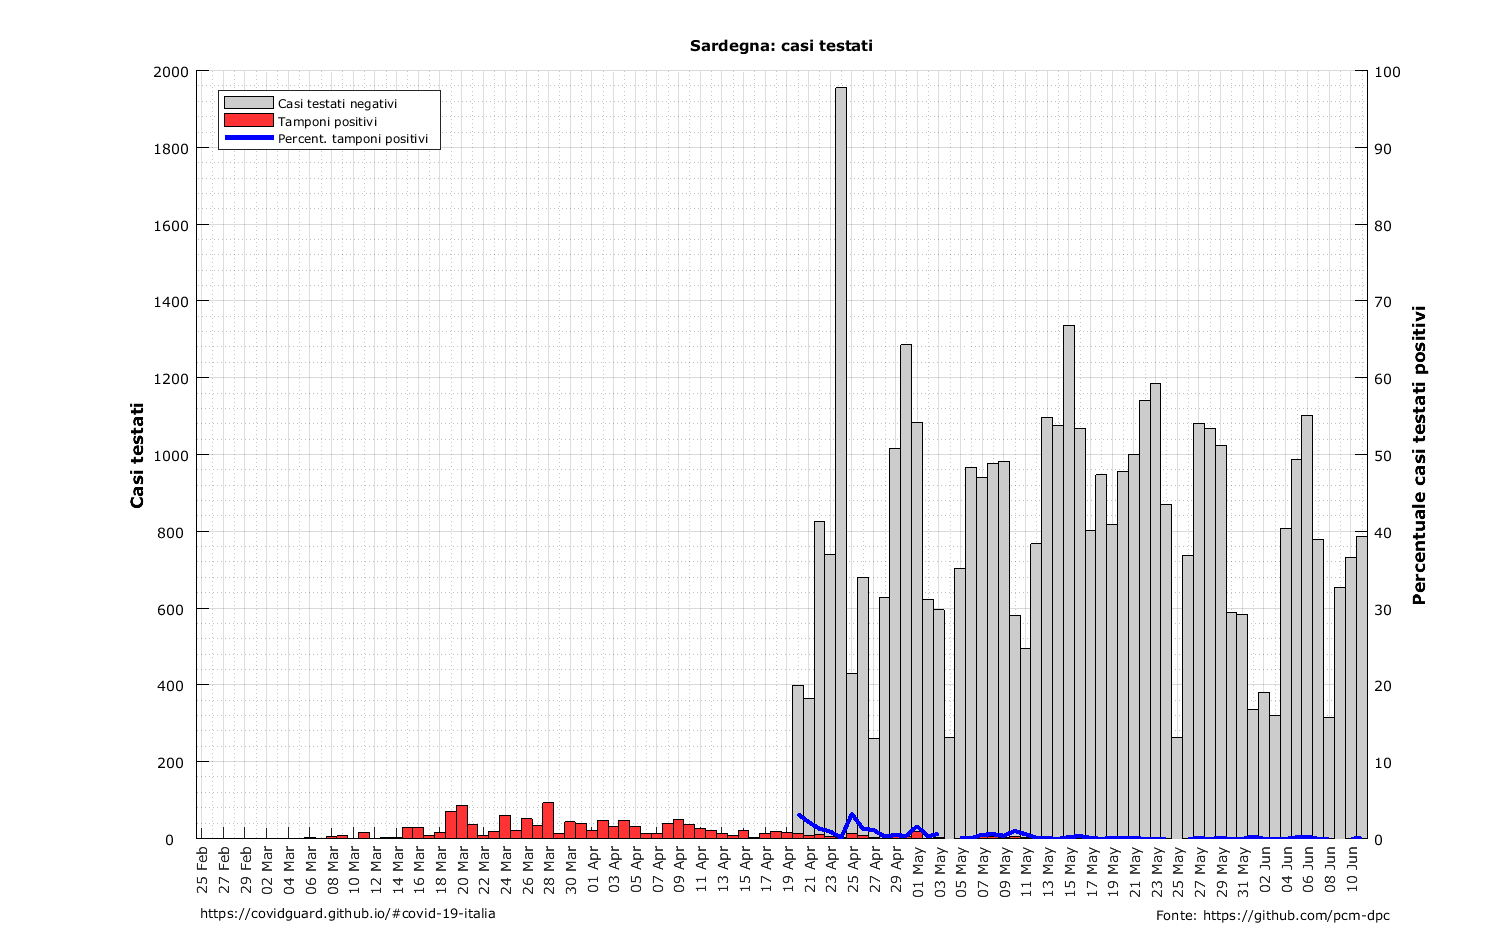 Sardegna: casi testati
Casi testati negativi
Tamponi positivi
Percent. tamponi positivi
Casi testati
2000
1800
1600
1400
1200
1000
800
600
400
200
0
100
90
80
70
60
50
40
30
20
10
0
Percentuale casi testati positivi
25 Feb
27 Feb
29 Feb
02 Mar
04 Mar
06 Mar
08 Mar
10 Mar
12 Mar
14 Mar
16 Mar
18 Mar
20 Mar
22 Mar
24 Mar
26 Mar
28 Mar
30 Mar
01 Apr
03 Apr
05 Apr
07 Apr
09 Apr
11 Apr
13 Apr
15 Apr
17 Apr
19 Apr
21 Apr
23 Apr
25 Apr
27 Apr
29 Apr
01 May
03 May
05 May
07 May
09 May
11 May
13 May
15 May
17 May
19 May
21 May
23 May
25 May
27 May
29 May
31 May
02 Jun
04 Jun
06 Jun
08 Jun
10 Jun
https://covidguard.github.io/#covid-19-italia
Fonte: https://github.com/pcm-dpc